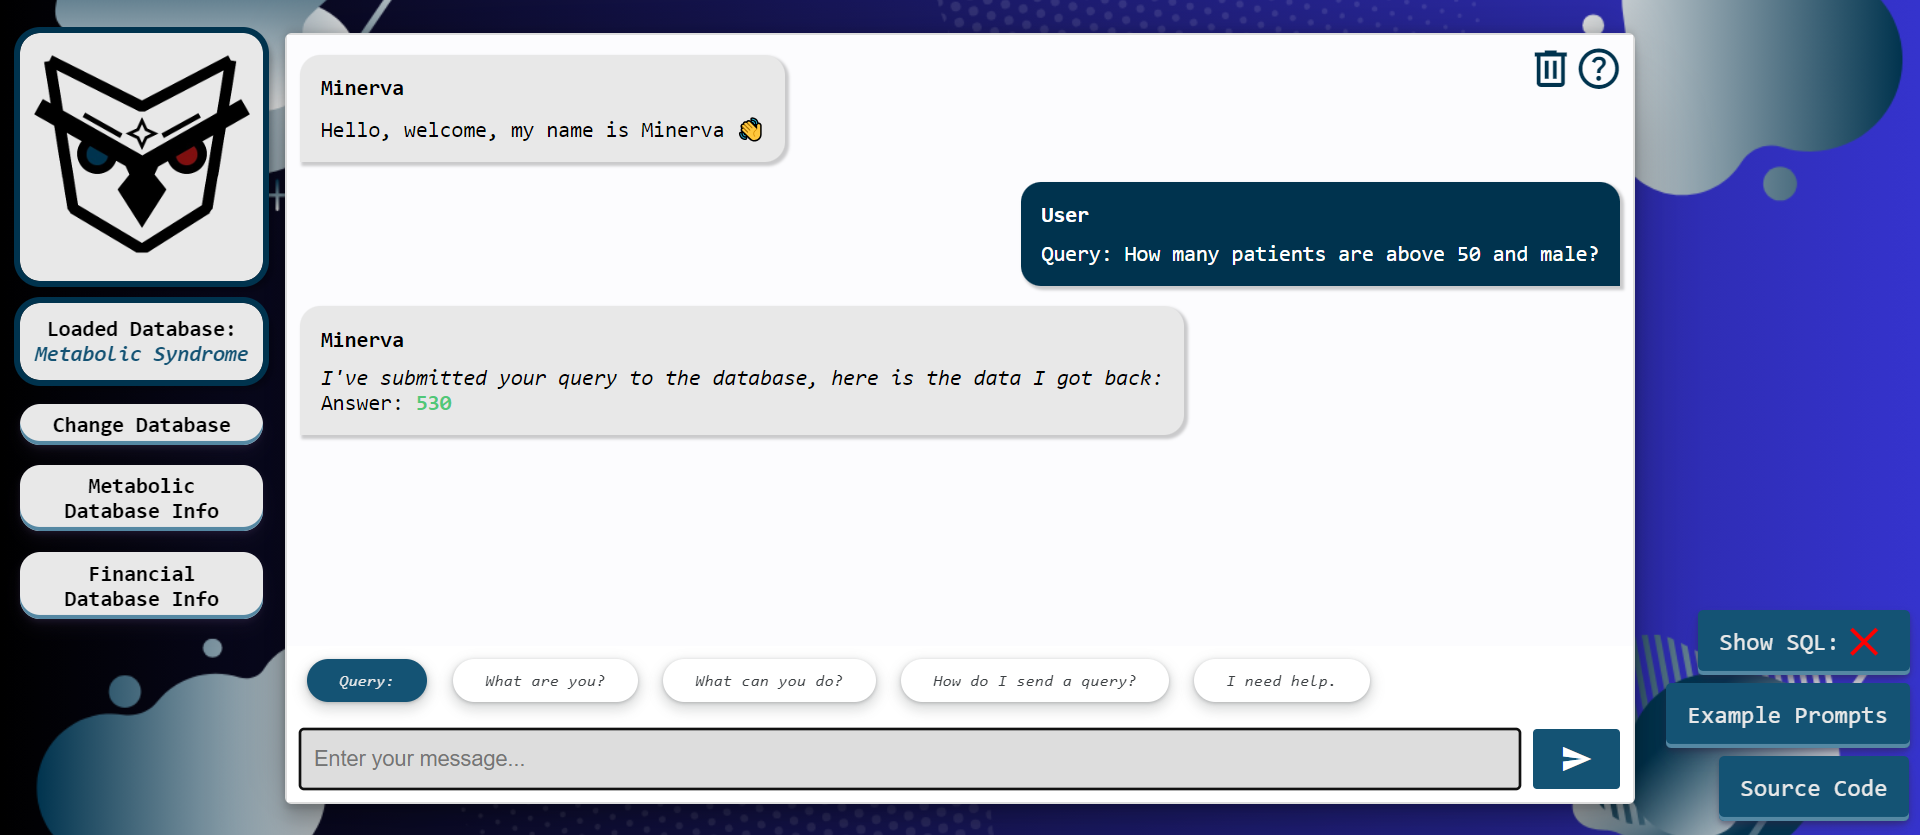 Minerva
Hello, welcome, my name is Minerva 👋
User
Query: How many patients are above 50 and male?
Minerva
I've submitted your query to the database, here is the data I got back:
Answer: 530
Loaded Database:
Metabolic Syndrome
Change Database
Metabolic
Database Info
Financial
Database Info
Query:
What are you?
What can you do?
How do I send a query?
I need help.
Enter your message...
Show SQL: ❌
Example Prompts
Source Code